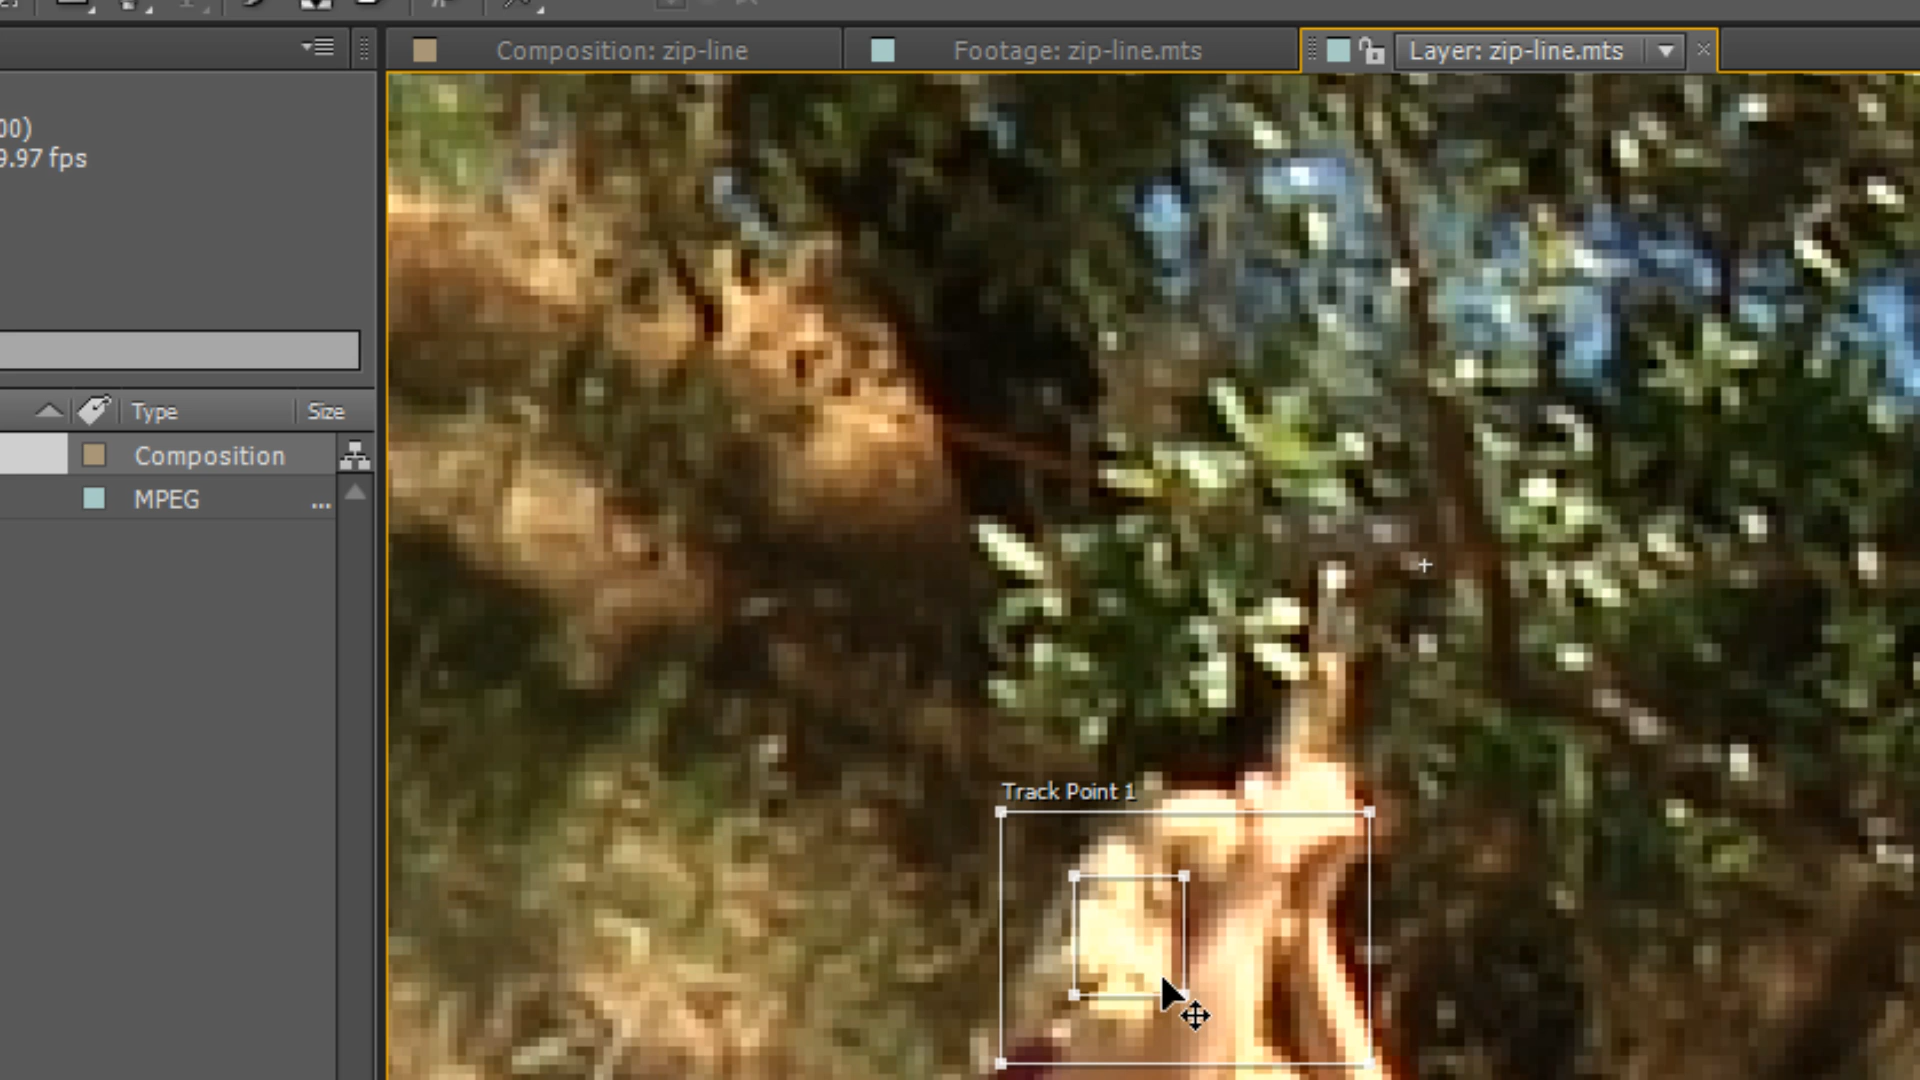 Composition: zip-line
Footage: zip-line.mts
Layer: zip-line.mts
00)
9.97 fps
Type
Size
Composition
MPEG
...
Track Point 1